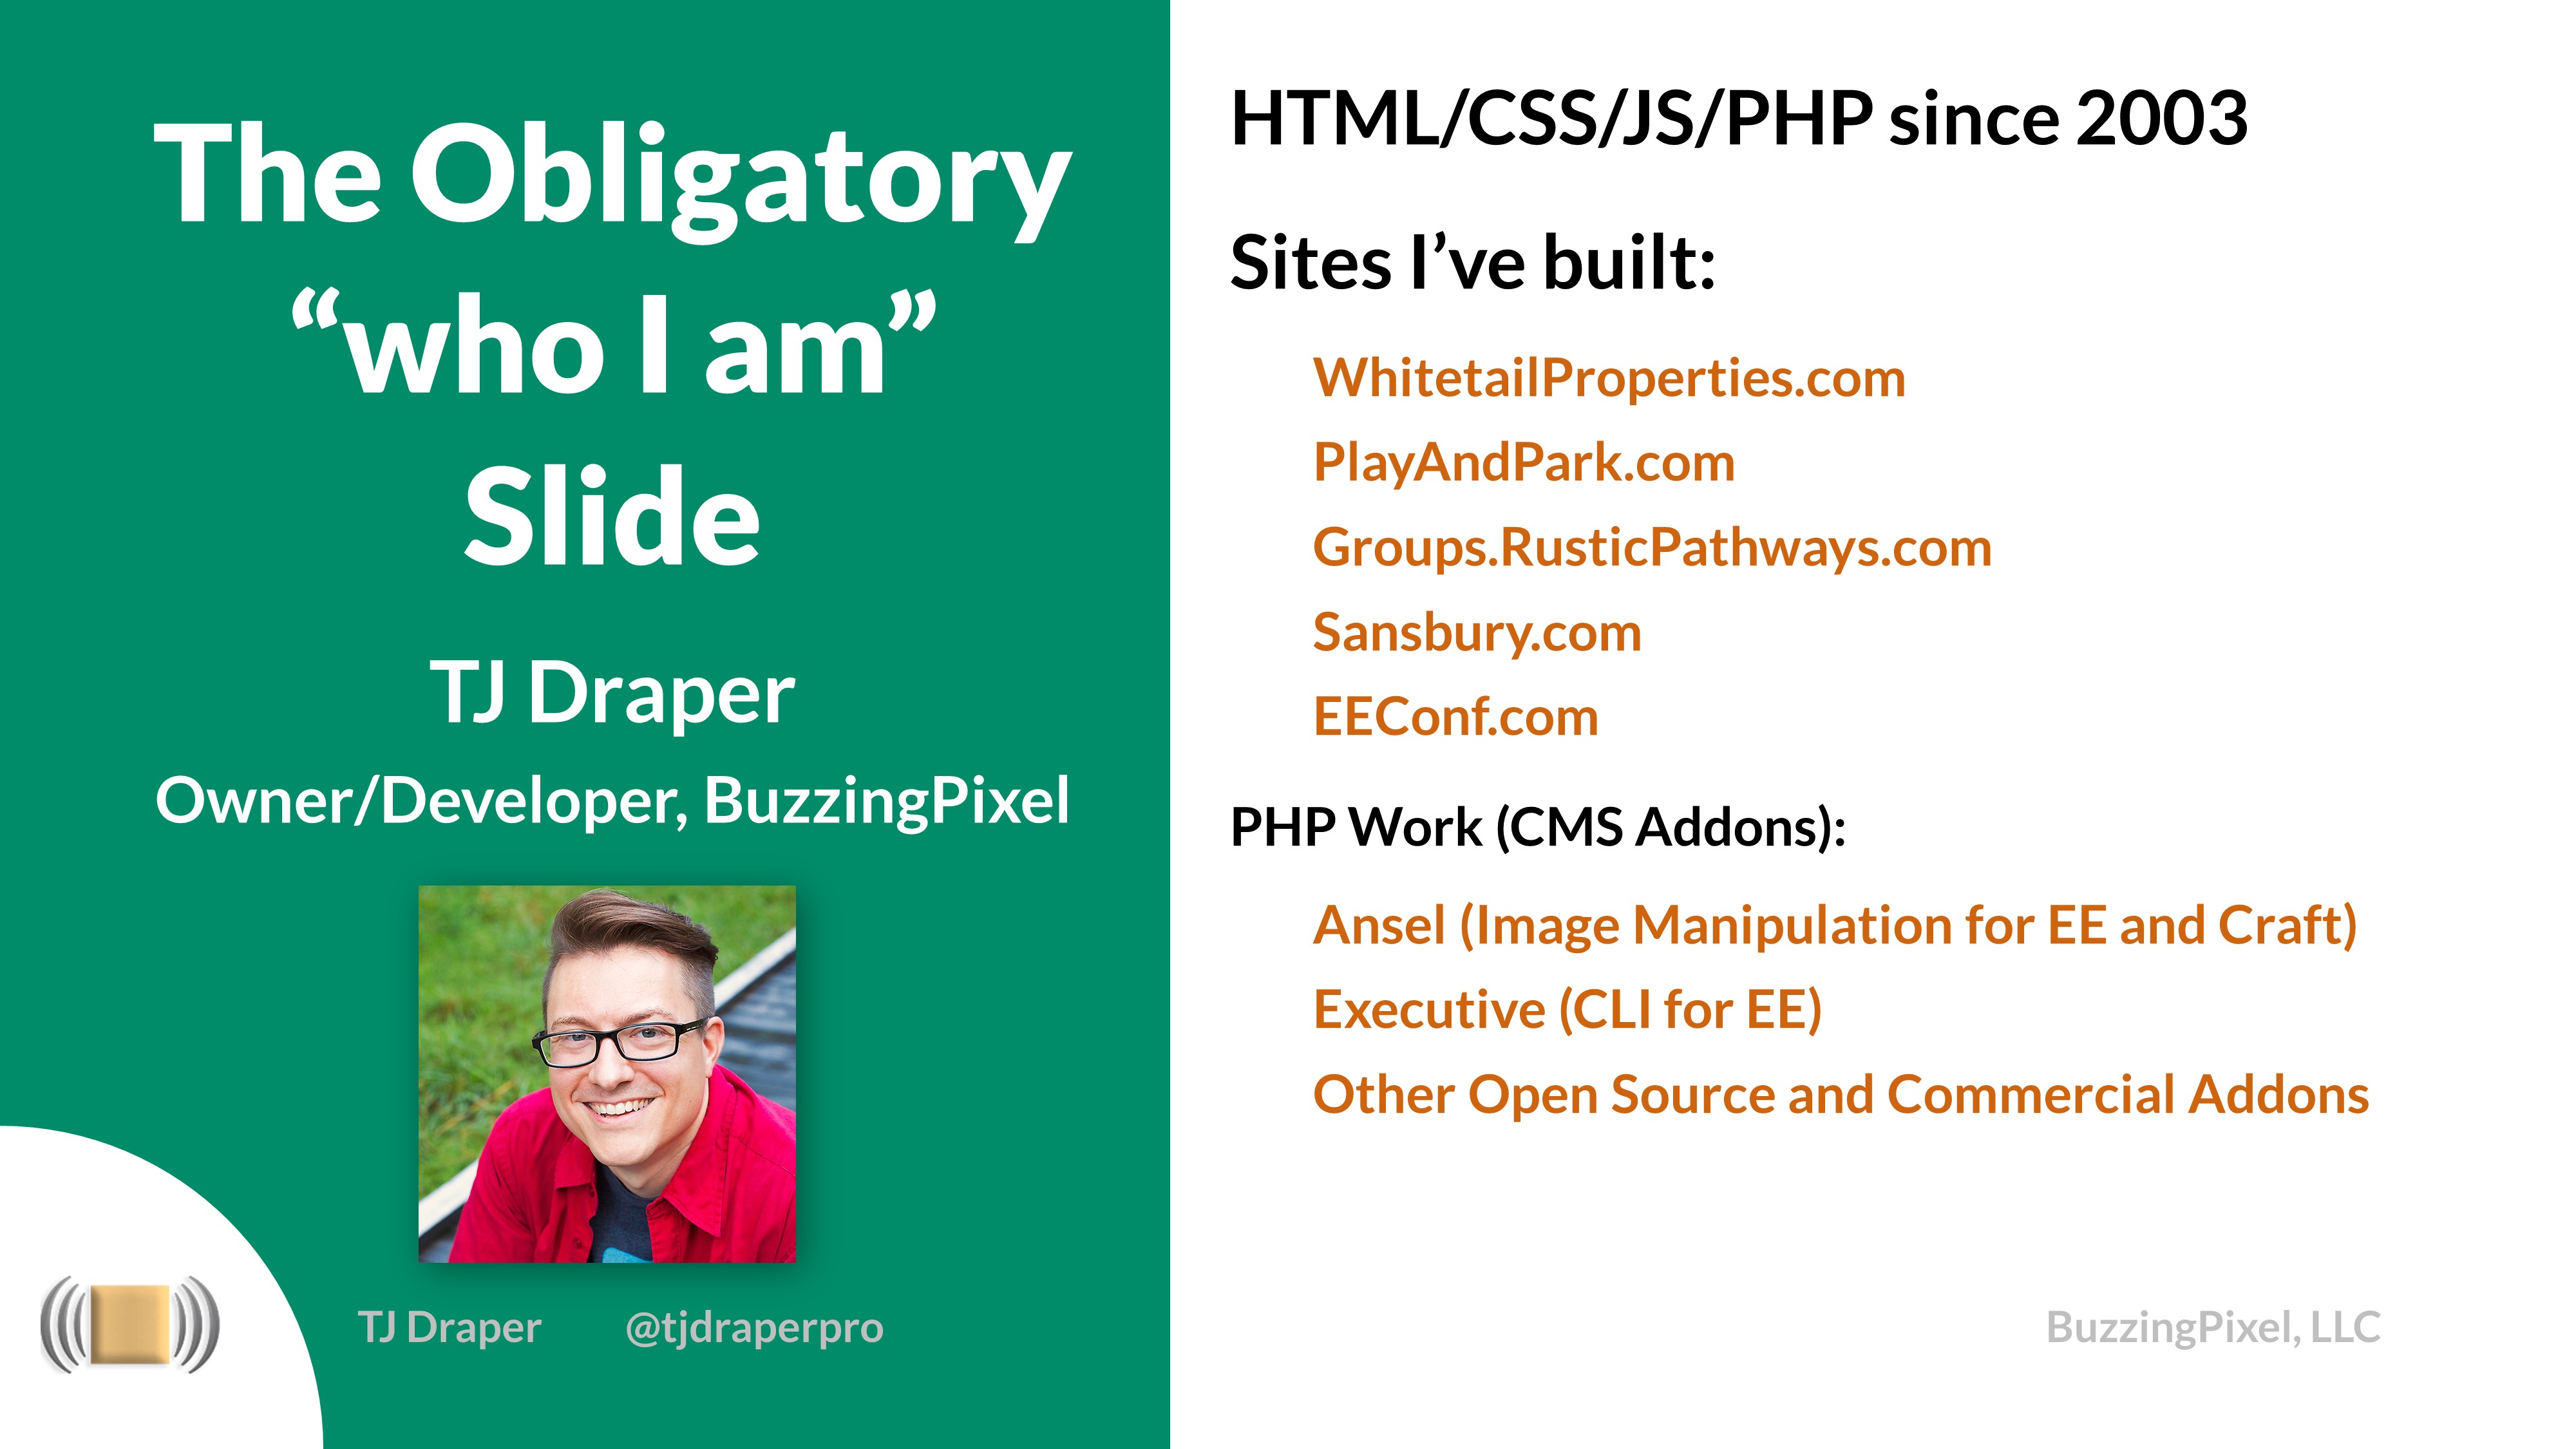 The Obligatory
“who I am”
Slide
TJ Draper
Owner/Developer, BuzzingPixel
TJ Draper @tjdraperpro
HTML/CSS/JS/PHP since 2003
Sites I’ve built:
WhitetailProperties.com
PlayAndPark.com
Groups.RusticPathways.com
Sansbury.com
EEConf.com
PHP Work (CMS Addons):
Ansel (Image Manipulation for EE and Craft)
Executive (CLI for EE)
Other Open Source and Commercial Addons
BuzzingPixel, LLC